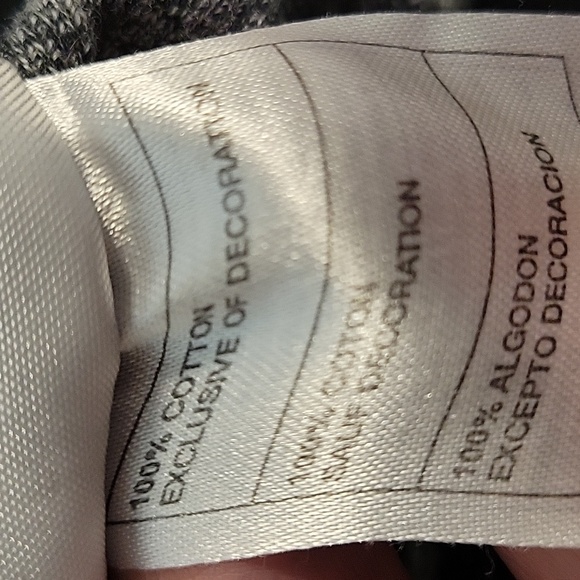 100% COTTON
EXCLUSIVE OF DECORATION
100% COTON
SAUF DECORATION
100% ALGODON
EXCEPTO DECORACION